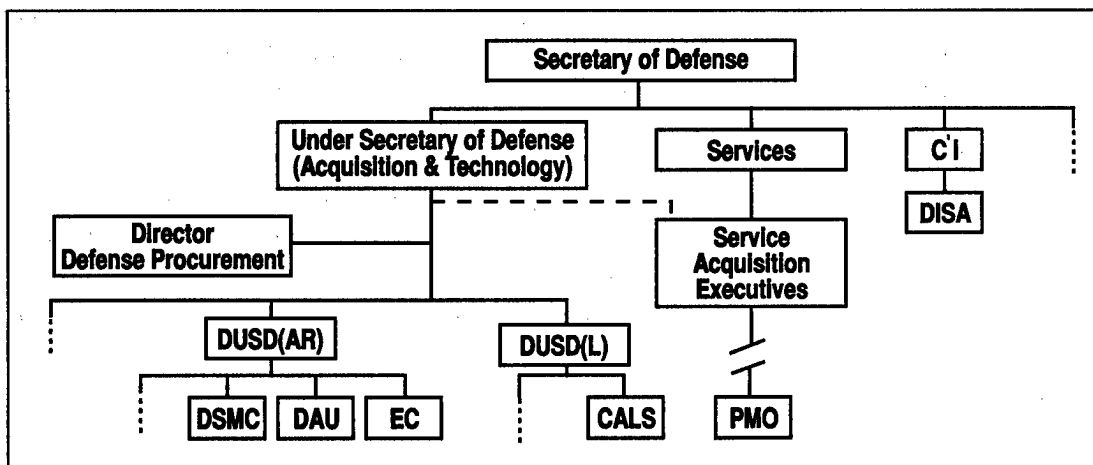 Secretary of Defense
Under Secretary of Defense
(Acquisition & Technology)
Services
C'I
DISA
Director
Defense Procurement
Service
Acquisition
Executives
DUSD(AR)
DUSD(L)
DSMC
DAU
EC
CALS
PMO